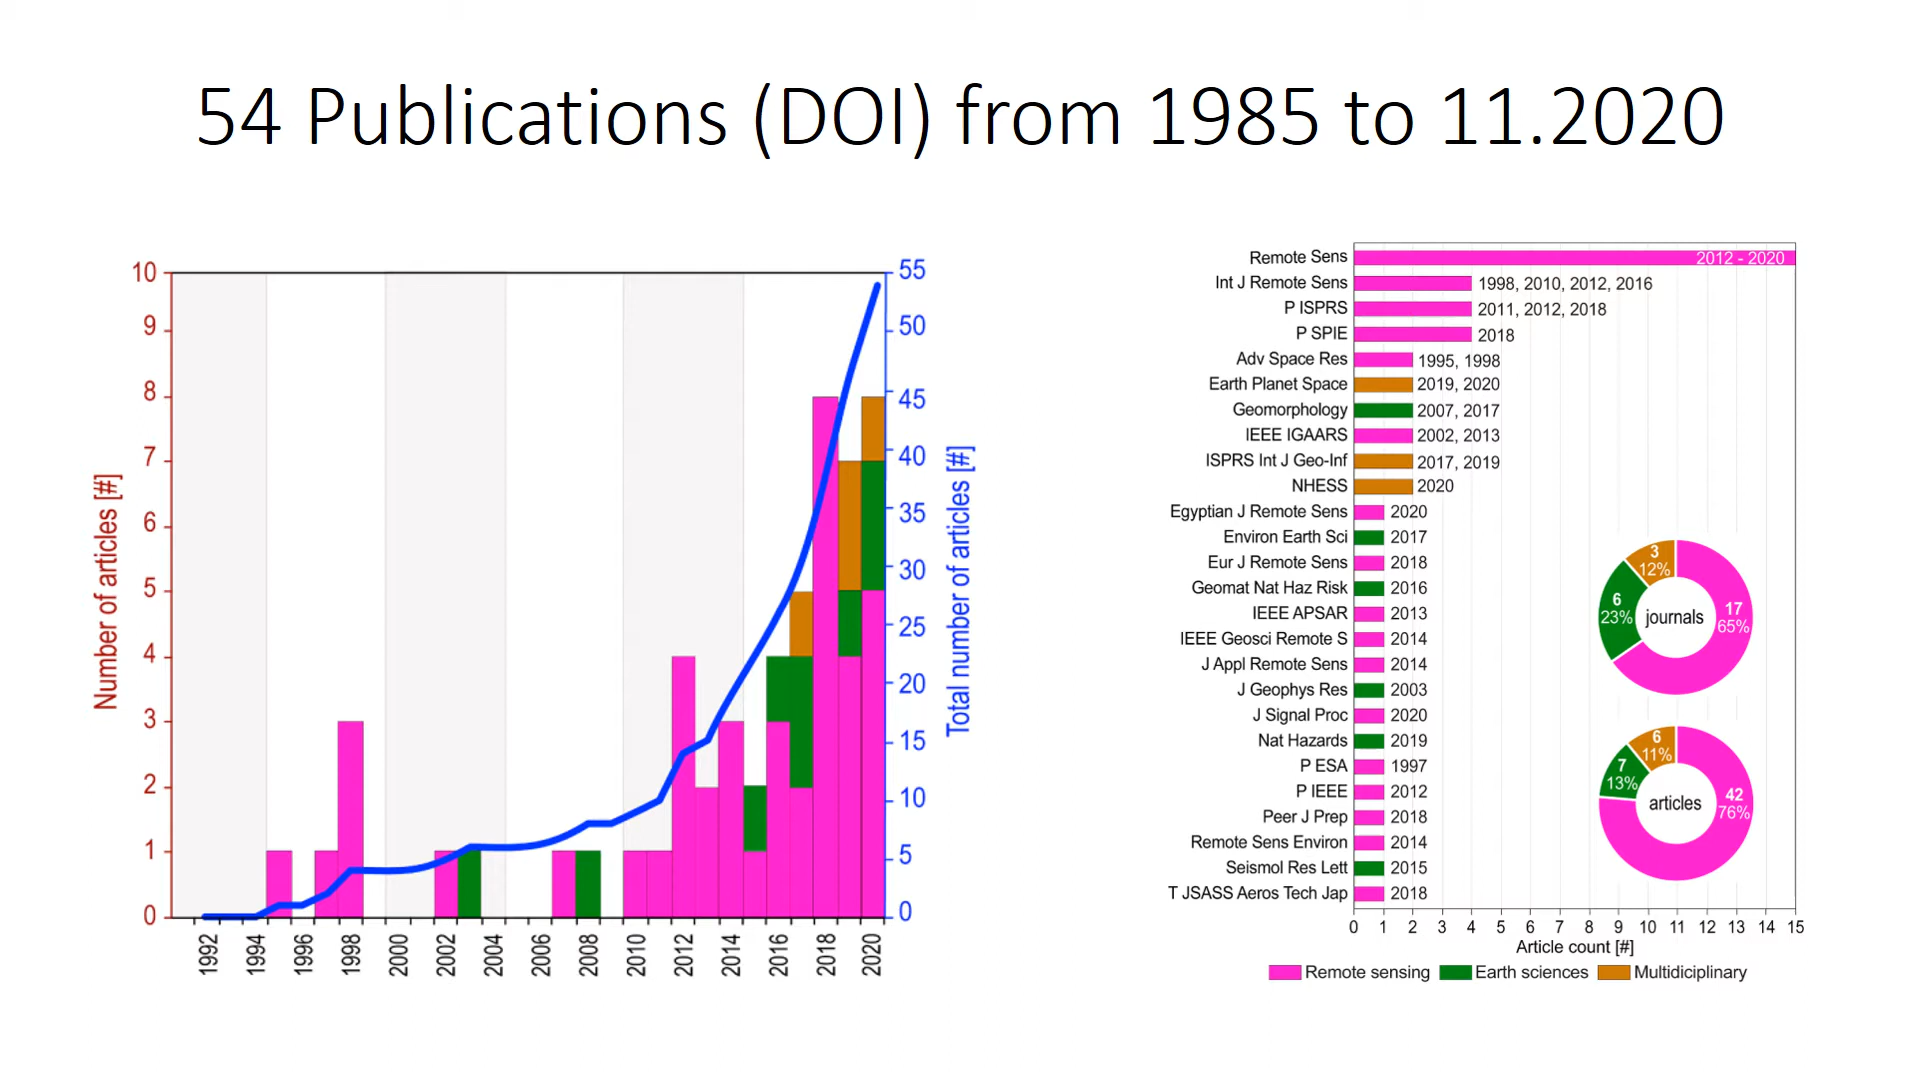 54 Publications (DOI) from 1985 to 11.2020
Number of articles [#]
10
9
8
7
6
5
4
3
2
1
0
55
50
45
40
35
30
25
20
15
10
5
0
Total number of articles [#]
1992
1994
1996
1998
2000
2002
2004
2006
2008
2010
2012
2014
2016
2018
2020
Remote Sens 2012 - 2020
Int J Remote Sens 1998, 2010, 2012, 2016
P ISPRS 2011, 2012, 2018
P SPIE 2018
Adv Space Res 1995, 1998
Earth Planet Space 2019, 2020
Geomorphology 2007, 2017
IEEE IGAARS 2002, 2013
ISPRS Int J Geo-Inf 2017, 2019
NHESS 2020
Egyptian J Remote Sens 2020
Environ Earth Sci 2017
Eur J Remote Sens 2018
Geomat Nat Haz Risk 2016
IEEE APSAR 2013
IEEE Geosci Remote S 2014
J Appl Remote Sens 2014
J Geophys Res 2003
J Signal Proc 2020
Nat Hazards 2019
P ESA 1997
P IEEE 2012
Peer J Prep 2018
Remote Sens Environ 2014
Seismol Res Lett 2015
T JSASS Aeros Tech Jap 2018
3
12%
6
23%
journals
17
65%
6
11%
7
13%
articles
42
76%
0 1 2 3 4 5 6 7 8 9 10 11 12 13 14 15
Article count [#]
Remote sensing Earth sciences Multidiciplinary